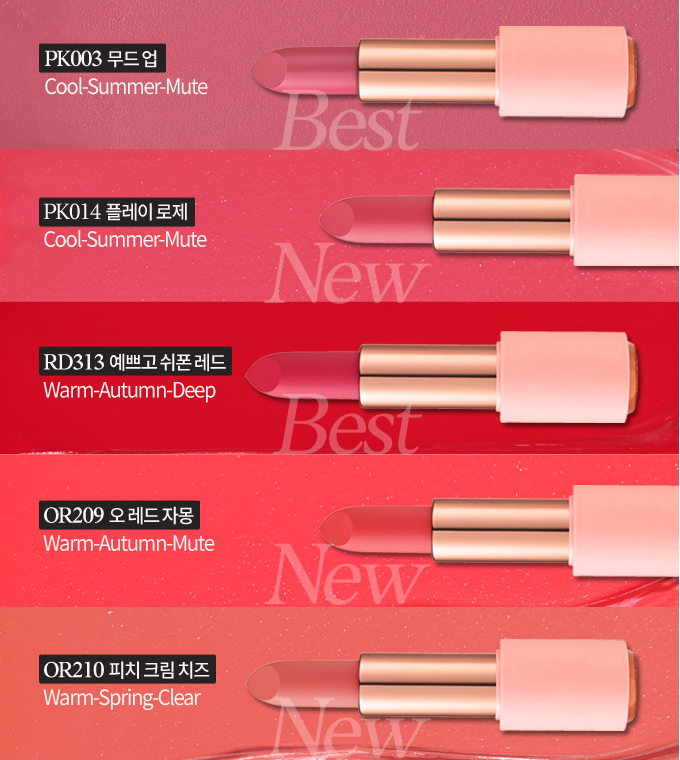 PK003 무드 업
Cool-Summer-Mute
Best
PK014 플레이 로제
Cool-Summer-Mute
New
RD313 예쁘고 쉬폰 레드
Warm-Autumn-Deep
Best
OR209 오 레드 자몽
Warm-Autumn-Mute
New
OR210 피치 크림 치즈
Warm-Spring-Clear
New